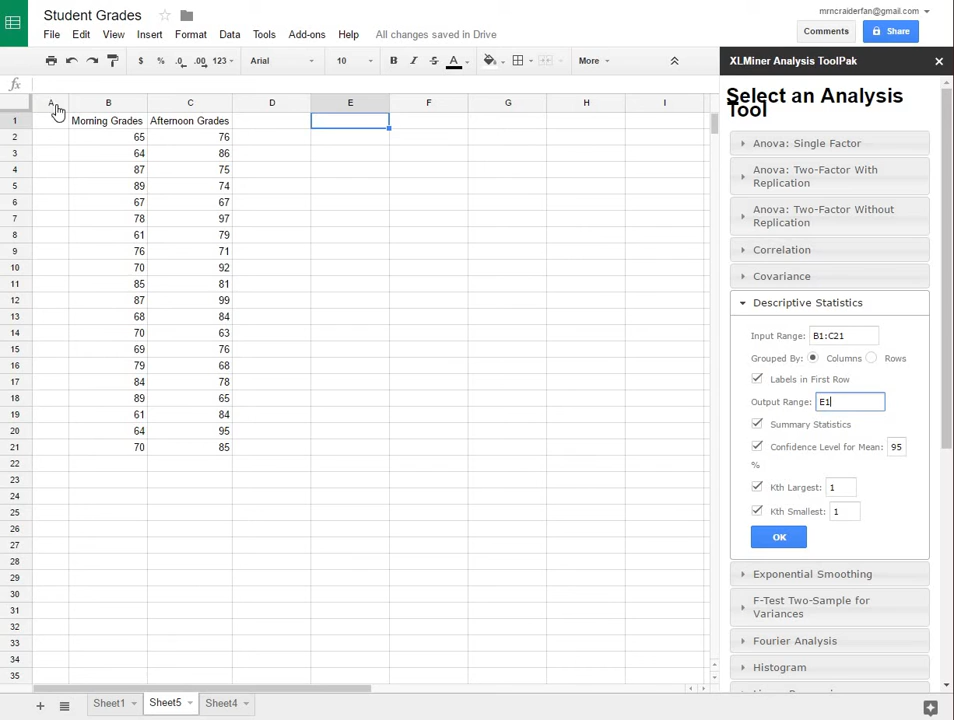 Student Grades
mrncraiderfan@gmail.com
File Edit View Insert Format Data Tools Add-ons Help All changes saved in Drive
Comments
Share
$ % .0 .00 123 Arial 10 B I S A More
XLMiner Analysis ToolPak
fx
A B C D E F G H I
1 Morning Grades Afternoon Grades
2 65 76
3 64 86
4 87 75
5 89 74
6 67 67
7 78 97
8 61 79
9 76 71
10 70 92
11 85 81
12 87 99
13 68 84
14 70 63
15 69 76
16 79 68
17 84 78
18 89 65
19 61 84
20 64 95
21 70 85
22
23
24
25
26
27
28
29
30
31
32
33
34
35
Sheet1 Sheet5 Sheet4
Select an Analysis
Tool
Anova: Single Factor
Anova: Two-Factor With
Replication
Anova: Two-Factor Without
Replication
Correlation
Covariance
Descriptive Statistics
Input Range: B1:C21
Grouped By: Columns Rows
Labels in First Row
Output Range: E1
Summary Statistics
Confidence Level for Mean: 95
%
Kth Largest: 1
Kth Smallest: 1
OK
Exponential Smoothing
F-Test Two-Sample for
Variances
Fourier Analysis
Histogram